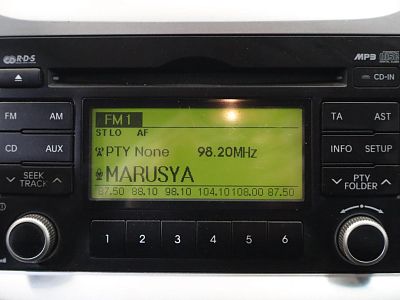 R·D·S
MP3
CD-IN
FM AM
FM1
TA AST
ST LO AF
CD AUX
PTY None 98.20MHz
INFO SETUP
SEEK
TRACK
MARUSYA
PTY
FOLDER
87.50 88.10 98.10 104.10 108.00 87.50
1 2 3 4 5 6